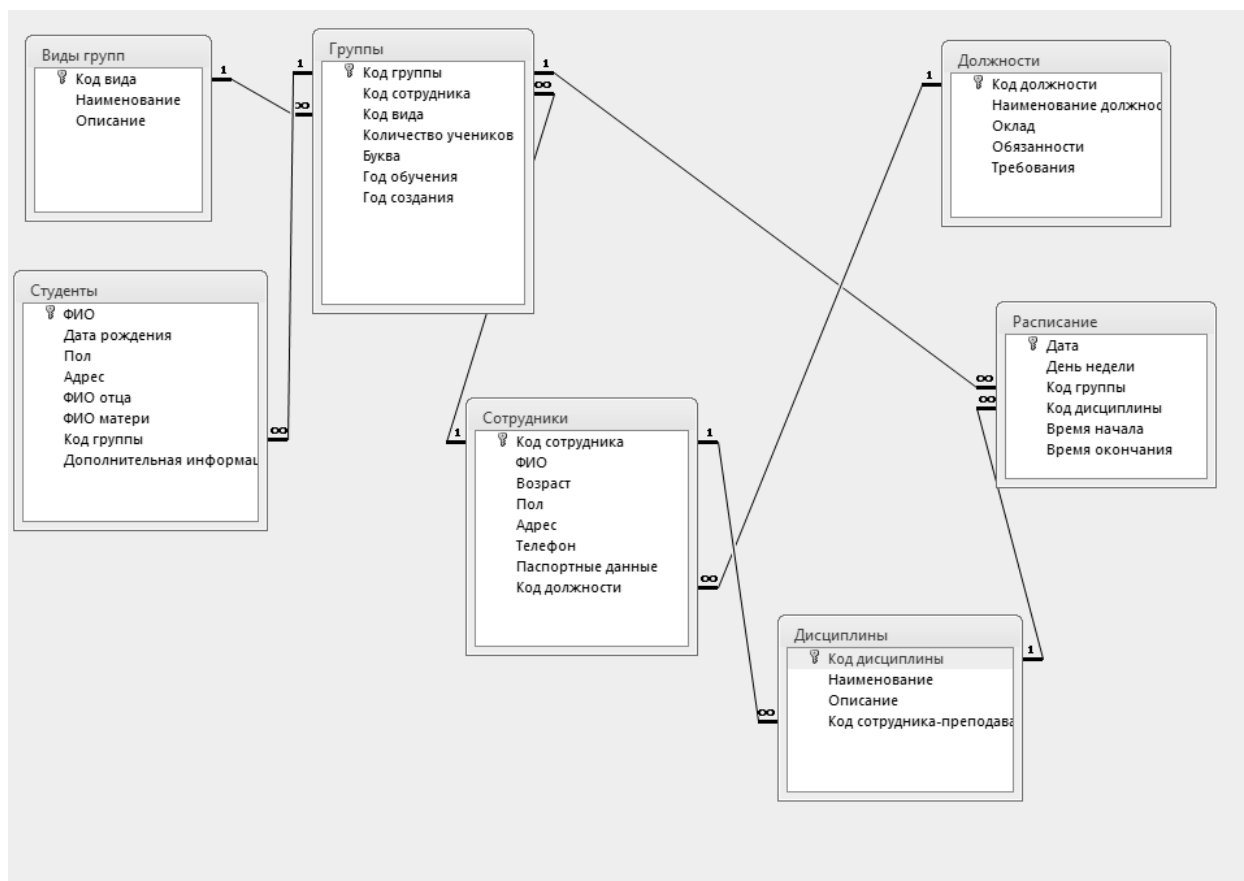 Виды групп
Код вида
Наименование
Описание
1
∞
Группы
Код группы
Код сотрудника
Код вида
Количество учеников
Буква
Год обучения
Год создания
1
1
∞
Должности
Код должности
Наименование должнос
Оклад
Обязанности
Требования
1
Студенты
ФИО
Дата рождения
Пол
Адрес
ФИО отца
ФИО матери
Код группы
Дополнительная информац
∞
Расписание
Дата
День недели
Код группы
Код дисциплины
Время начала
Время окончания
∞
∞
Сотрудники
Код сотрудника
ФИО
Возраст
Пол
Адрес
Телефон
Паспортные данные
Код должности
1
1
∞
Дисциплины
Код дисциплины
Наименование
Описание
Код сотрудника-преподава
1
∞